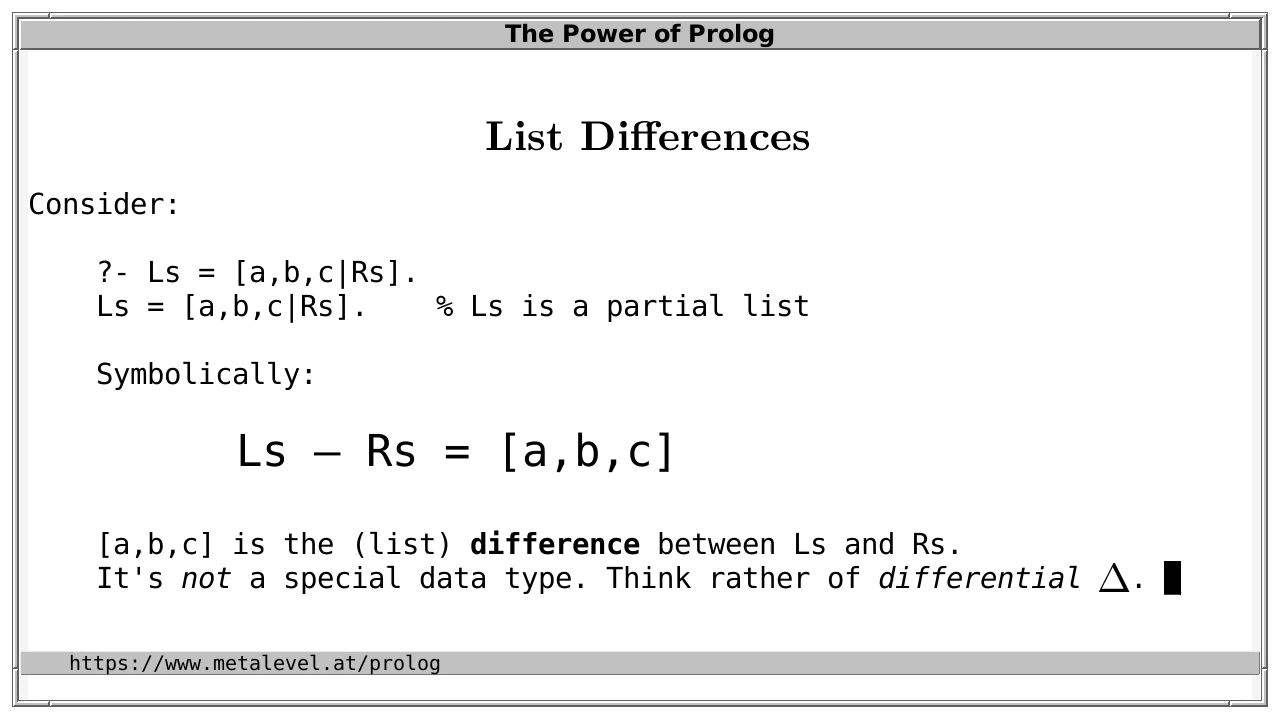 The Power of Prolog
List Differences
Consider:
?- Ls = [a,b,c|Rs].
Ls = [a,b,c|Rs].    % Ls is a partial list
Symbolically:
Ls – Rs = [a,b,c]
[a,b,c] is the (list) difference between Ls and Rs.
It's not a special data type. Think rather of differential Δ.
https://www.metalevel.at/prolog